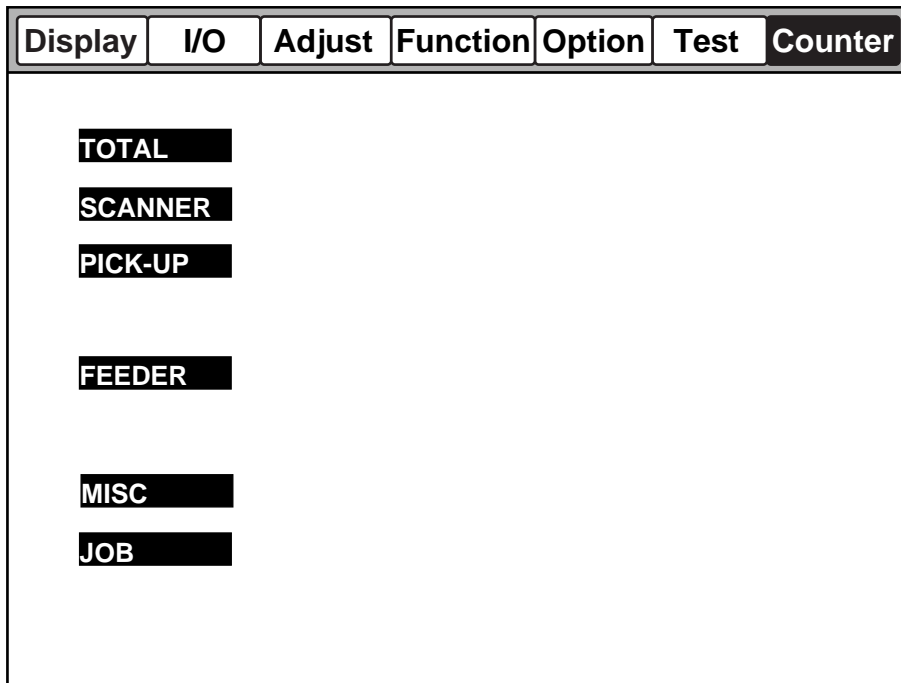 Display I/O Adjust Function Option Test Counter
TOTAL
SCANNER
PICK-UP
FEEDER
MISC
JOB